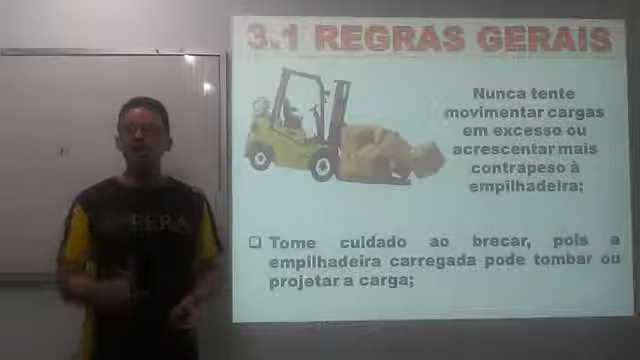 3.1 REGRAS GERAIS
Nunca tente
movimentar cargas
em excesso ou
acrescentar mais
contrapeso à
empilhadeira;
❑ Tome cuidado ao brecar, pois a
empilhadeira carregada pode tombar ou
projetar a carga;